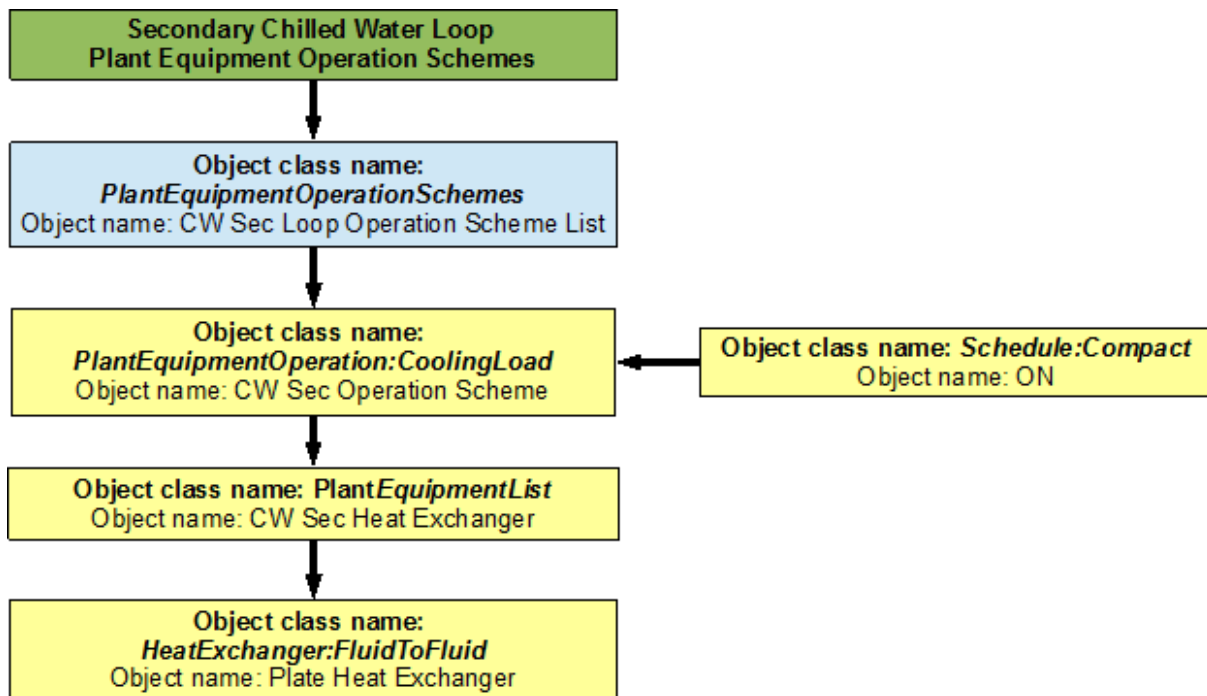 Secondary Chilled Water Loop
Plant Equipment Operation Schemes
Object class name:
PlantEquipmentOperationSchemes
Object name: CW Sec Loop Operation Scheme List
Object class name:
PlantEquipmentOperation:CoolingLoad
Object name: CW Sec Operation Scheme
Object class name: Schedule:Compact
Object name: ON
Object class name: PlantEquipmentList
Object name: CW Sec Heat Exchanger
Object class name:
HeatExchanger:FluidToFluid
Object name: Plate Heat Exchanger